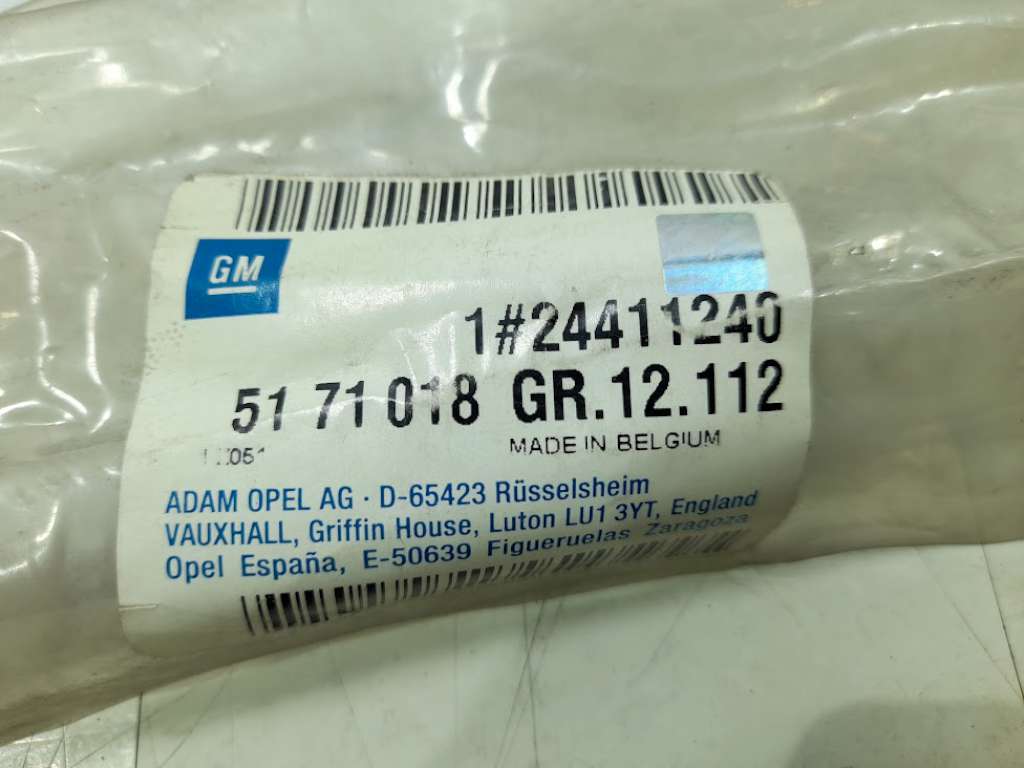 GM
1#24411240
51 71 018 GR.12.112
MADE IN BELGIUM
ADAM OPEL AG · D-65423 Rüsselsheim
VAUXHALL, Griffin House, Luton LU1 3YT, England
Opel España, E-50639 Figueruelas Zaragoza